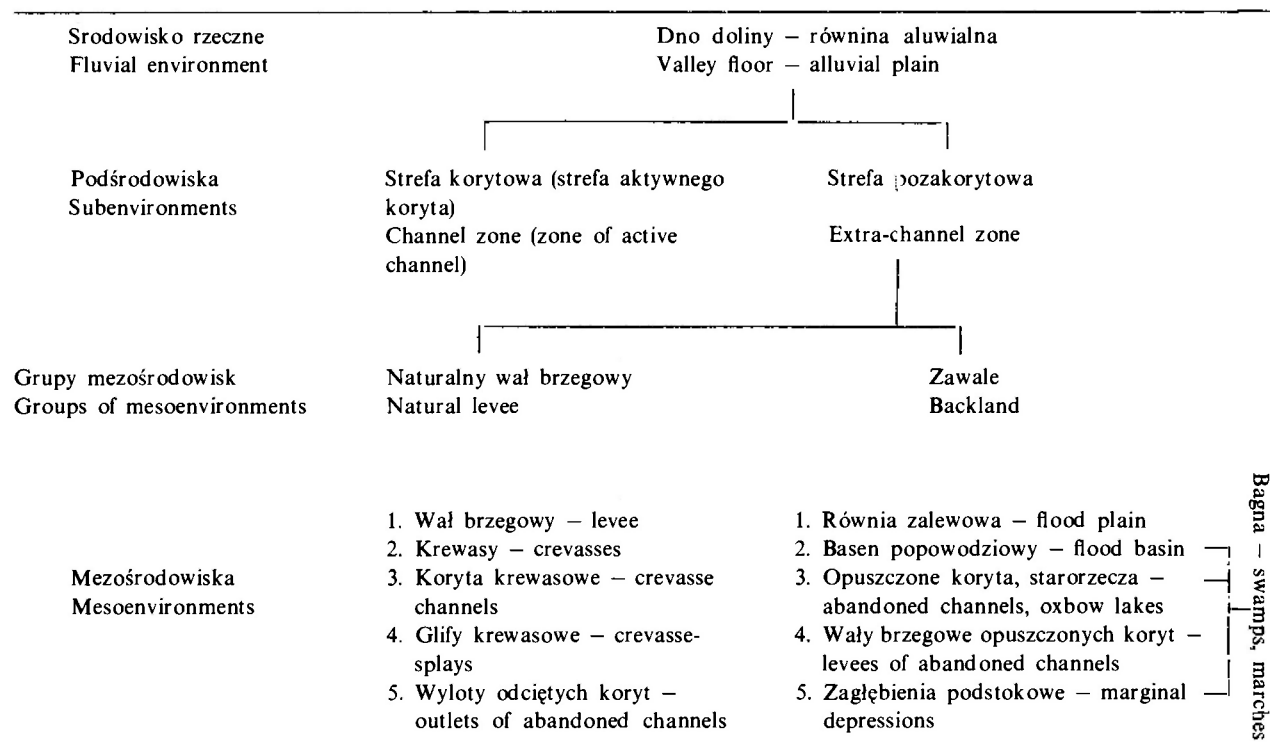 Srodowisko rzeczne
Fluvial environment
Dno doliny – równina aluwialna
Valley floor – alluvial plain
Podśrodowiska
Subenvironments
Strefa korytowa (strefa aktywnego
koryta)
Channel zone (zone of active
channel)
Strefa pozakorytowa
Extra-channel zone
Grupy mezośrodowisk
Groups of mesoenvironments
Naturalny wał brzegowy
Natural levee
Zawale
Backland
Mezośrodowiska
Mesoenvironments
1. Wał brzegowy – levee
2. Krewasy – crevasses
3. Koryta krewasowe – crevasse
channels
4. Glify krewasowe – crevasse-
splays
5. Wyloty odciętych koryt –
outlets of abandoned channels
1. Równia zalewowa – flood plain
2. Basen popowodziowy – flood basin
3. Opuszczone koryta, starorzecza –
abandoned channels, oxbow lakes
4. Wały brzegowe opuszczonych koryt –
levees of abandoned channels
5. Zagłębienia podstokowe – marginal
depressions
Bagna – swamps, marches